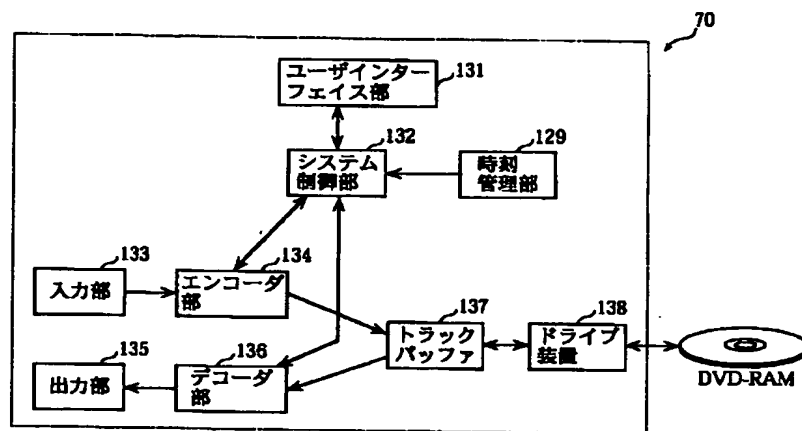 70
ユーザインター
フェイス部
131
132
システム
制御部
129
時刻
管理部
133
入力部
134
エンコーダ
部
137
トラック
バッファ
138
ドライブ
装置
135
出力部
136
デコーダ
部
DVD-RAM